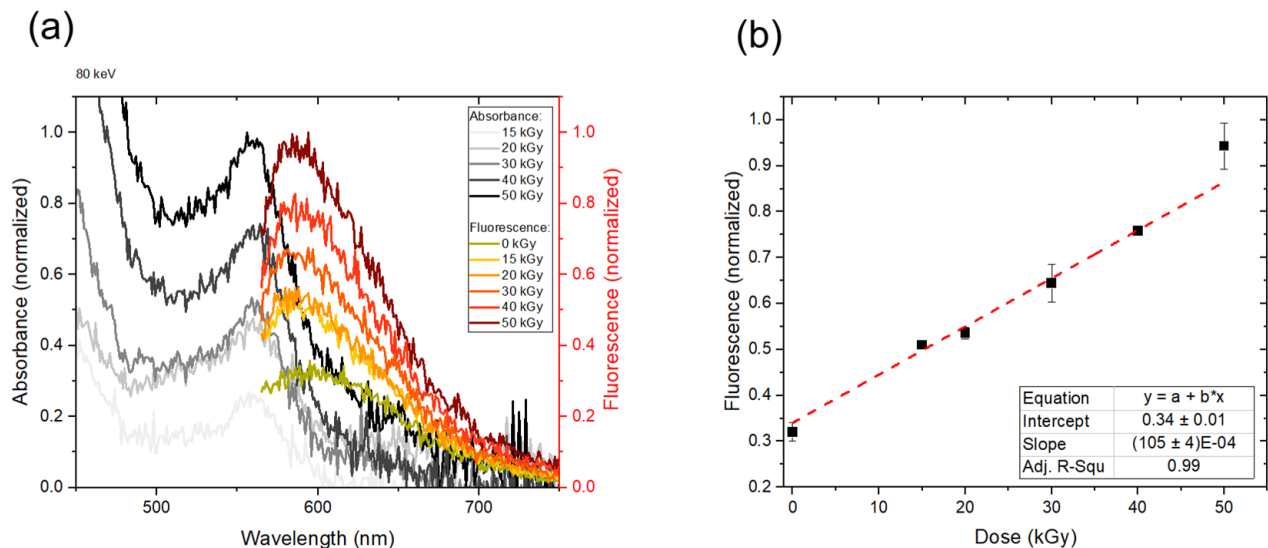 (a)
80 keV
Absorbance (normalized)
1.0
0.8
0.6
0.4
0.2
0.0
500
600
700
Wavelength (nm)
Absorbance:
15 kGy
20 kGy
30 kGy
40 kGy
50 kGy
Fluorescence:
0 kGy
15 kGy
20 kGy
30 kGy
40 kGy
50 kGy
1.0
0.8
0.6
0.4
0.2
0.0
Fluorescence (normalized)
(b)
Fluorescence (normalized)
1.0
0.9
0.8
0.7
0.6
0.5
0.4
0.3
0.2
0
10
20
30
40
50
Dose (kGy)
Equation y = a + b*x
Intercept 0.34 ± 0.01
Slope (105 ± 4)E-04
Adj. R-Squ 0.99